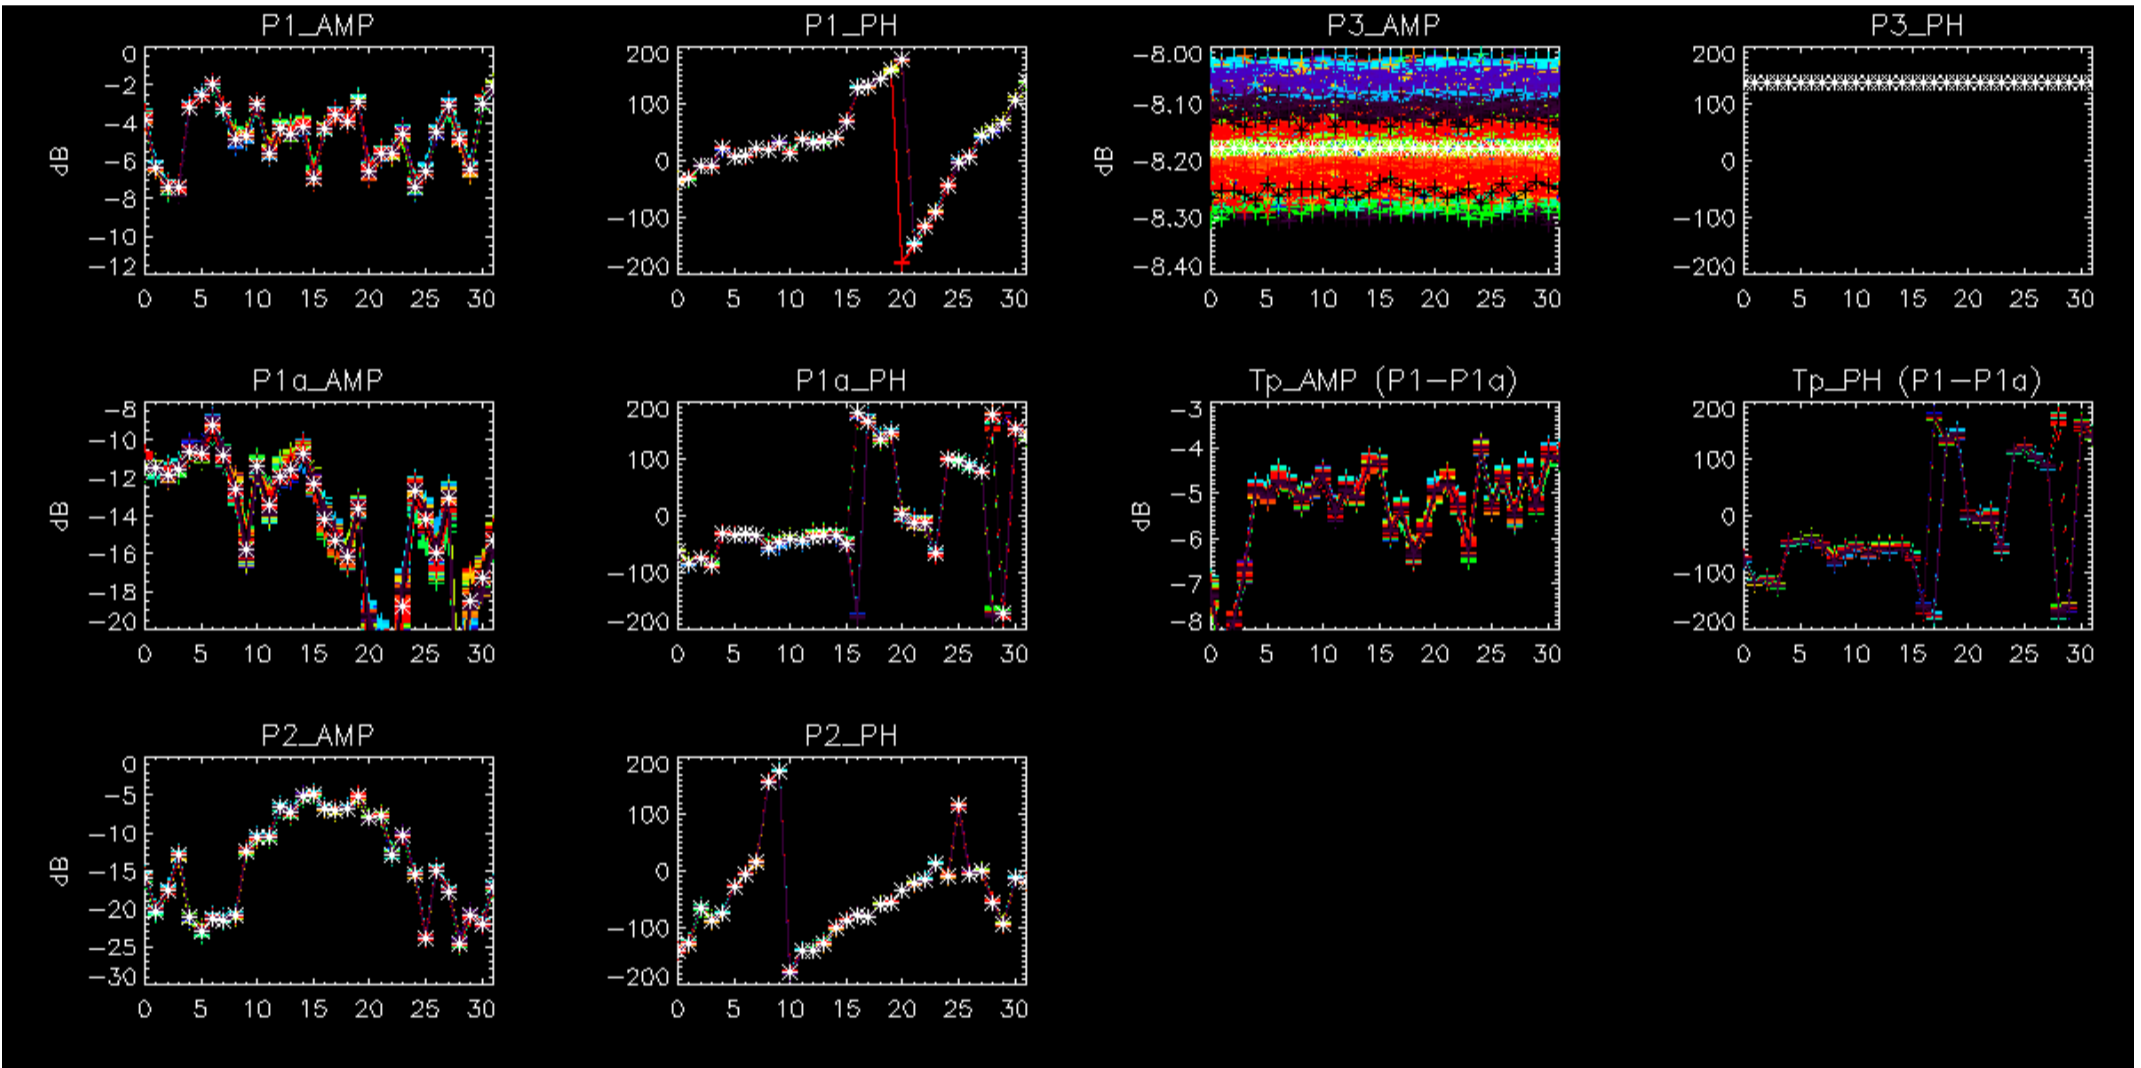 P1_AMP
0
−2
−4
−6
−8
−10
−12
dB
0 5 10 15 20 25 30
P1_PH
200
100
0
−100
−200
0 5 10 15 20 25 30
P3_AMP
−8.00
−8.10
−8.20
−8.30
−8.40
dB
0 5 10 15 20 25 30
P3_PH
200
100
0
−100
−200
0 5 10 15 20 25 30
P1a_AMP
−8
−10
−12
−14
−16
−18
−20
dB
0 5 10 15 20 25 30
P1a_PH
200
100
0
−100
−200
0 5 10 15 20 25 30
Tp_AMP (P1−P1a)
−3
−4
−5
−6
−7
−8
dB
0 5 10 15 20 25 30
Tp_PH (P1−P1a)
200
100
0
−100
−200
0 5 10 15 20 25 30
P2_AMP
0
−5
−10
−15
−20
−25
−30
dB
0 5 10 15 20 25 30
P2_PH
200
100
0
−100
−200
0 5 10 15 20 25 30